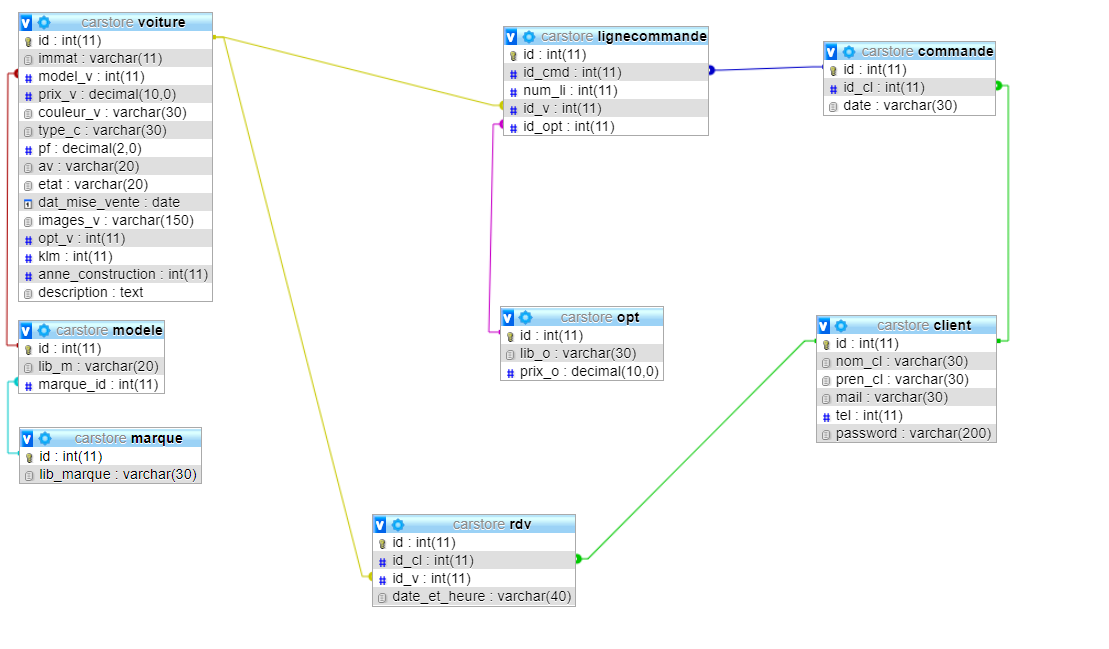 carstore voiture
id : int(11)
immat : varchar(11)
model_v : int(11)
prix_v : decimal(10,0)
couleur_v : varchar(30)
type_c : varchar(30)
pf : decimal(2,0)
av : varchar(20)
etat : varchar(20)
dat_mise_vente : date
images_v : varchar(150)
opt_v : int(11)
klm : int(11)
anne_construction : int(11)
description : text
carstore lignecommande
id : int(11)
id_cmd : int(11)
num_li : int(11)
id_v : int(11)
id_opt : int(11)
carstore commande
id : int(11)
id_cl : int(11)
date : varchar(30)
carstore modele
id : int(11)
lib_m : varchar(20)
marque_id : int(11)
carstore opt
id : int(11)
lib_o : varchar(30)
prix_o : decimal(10,0)
carstore client
id : int(11)
nom_cl : varchar(30)
pren_cl : varchar(30)
mail : varchar(30)
tel : int(11)
password : varchar(200)
carstore marque
id : int(11)
lib_marque : varchar(30)
carstore rdv
id : int(11)
id_cl : int(11)
id_v : int(11)
date_et_heure : varchar(40)